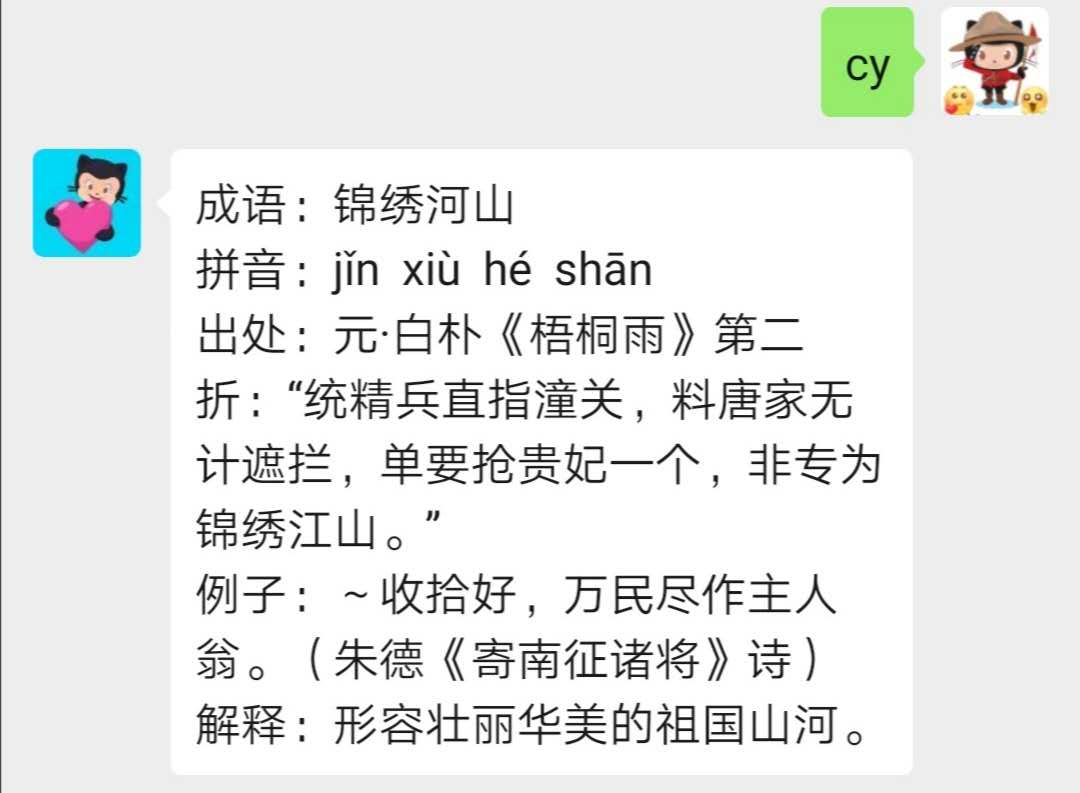 cy
成语：锦绣河山
拼音：jǐn xiù hé shān
出处：元·白朴《梧桐雨》第二
折：“统精兵直指潼关，料唐家无
计遮拦，单要抢贵妃一个，非专为
锦绣江山。”
例子：～收拾好，万民尽作主人
翁。（朱德《寄南征诸将》诗）
解释：形容壮丽华美的祖国山河。